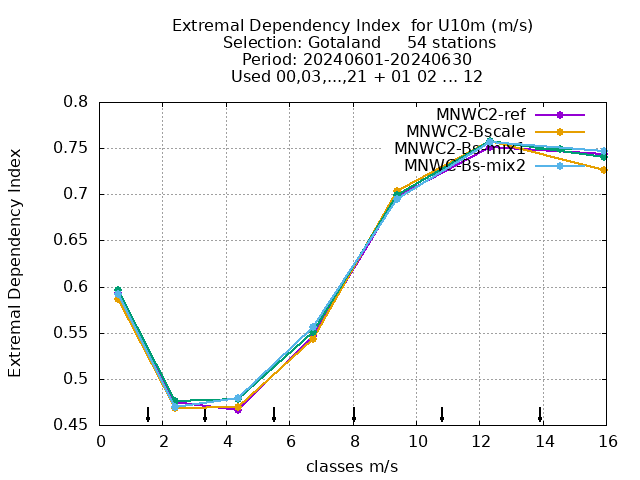 Extremal Dependency Index  for U10m (m/s)
Selection: Gotaland     54 stations
Period: 20240601-20240630
Used 00,03,...,21 + 01 02 ... 12
MNWC2-ref
MNWC2-Bscale
MNWC2-Bs-mix1
MNWC-Bs-mix2
Extremal Dependency Index
0.8
0.75
0.7
0.65
0.6
0.55
0.5
0.45
0 2 4 6 8 10 12 14 16
classes m/s